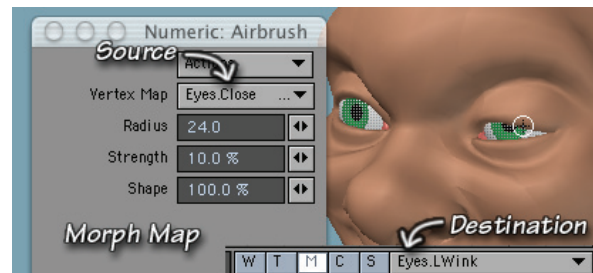 Numeric: Airbrush
Source
Vertex Map Eyes.Close ...
Radius 24.0
Strength 10.0 %
Shape 100.0 %
Morph Map
Destination
W T M C S Eyes.LWink